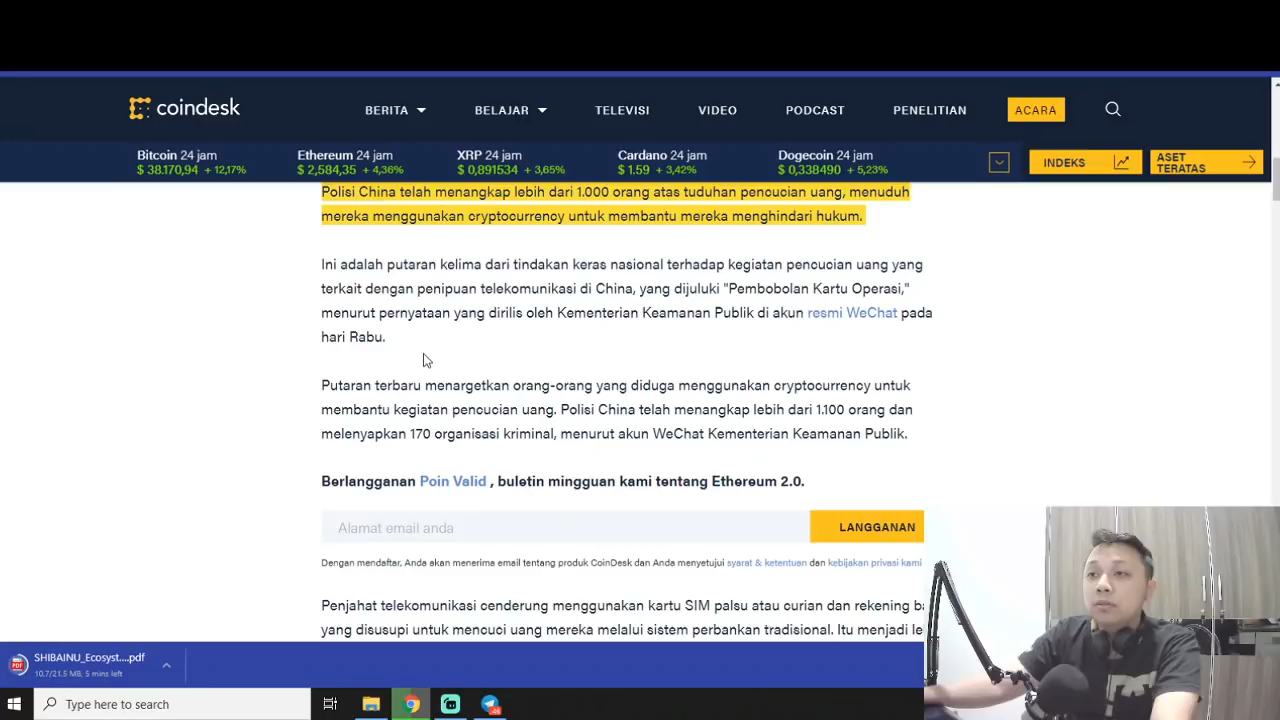 coindesk
BERITA
BELAJAR
TELEVISI
VIDEO
PODCAST
PENELITIAN
ACARA
Bitcoin 24 jam
$ 38.170,94 + 12,17%
Ethereum 24 jam
$ 2,584,35 + 4,36%
XRP 24 jam
$ 0,891534 + 3,65%
Cardano 24 jam
$ 1.59 + 3,42%
Dogecoin 24 jam
$ 0,338490 + 5,23%
INDEKS
ASET
TERATAS
Polisi China telah menangkap lebih dari 1.000 orang atas tuduhan pencucian uang, menuduh
mereka menggunakan cryptocurrency untuk membantu mereka menghindari hukum.
Ini adalah putaran kelima dari tindakan keras nasional terhadap kegiatan pencucian uang yang
terkait dengan penipuan telekomunikasi di China, yang dijuluki "Pembobolan Kartu Operasi,"
menurut pernyataan yang dirilis oleh Kementerian Keamanan Publik di akun resmi WeChat pada
hari Rabu.
Putaran terbaru menargetkan orang-orang yang diduga menggunakan cryptocurrency untuk
membantu kegiatan pencucian uang. Polisi China telah menangkap lebih dari 1.100 orang dan
melenyapkan 170 organisasi kriminal, menurut akun WeChat Kementerian Keamanan Publik.
Berlangganan Poin Valid , buletin mingguan kami tentang Ethereum 2.0.
Alamat email anda
LANGGANAN
Dengan mendaftar, Anda akan menerima email tentang produk CoinDesk dan Anda menyetujui syarat & ketentuan dan kebijakan privasi kami
Penjahat telekomunikasi cenderung menggunakan kartu SIM palsu atau curian dan rekening
yang disusupi untuk mencuci uang mereka melalui sistem perbankan tradisional. Itu menjadi
SHIBAINU_Ecosyst....pdf
10.7/21.5 MB, 5 mins left
Type here to search